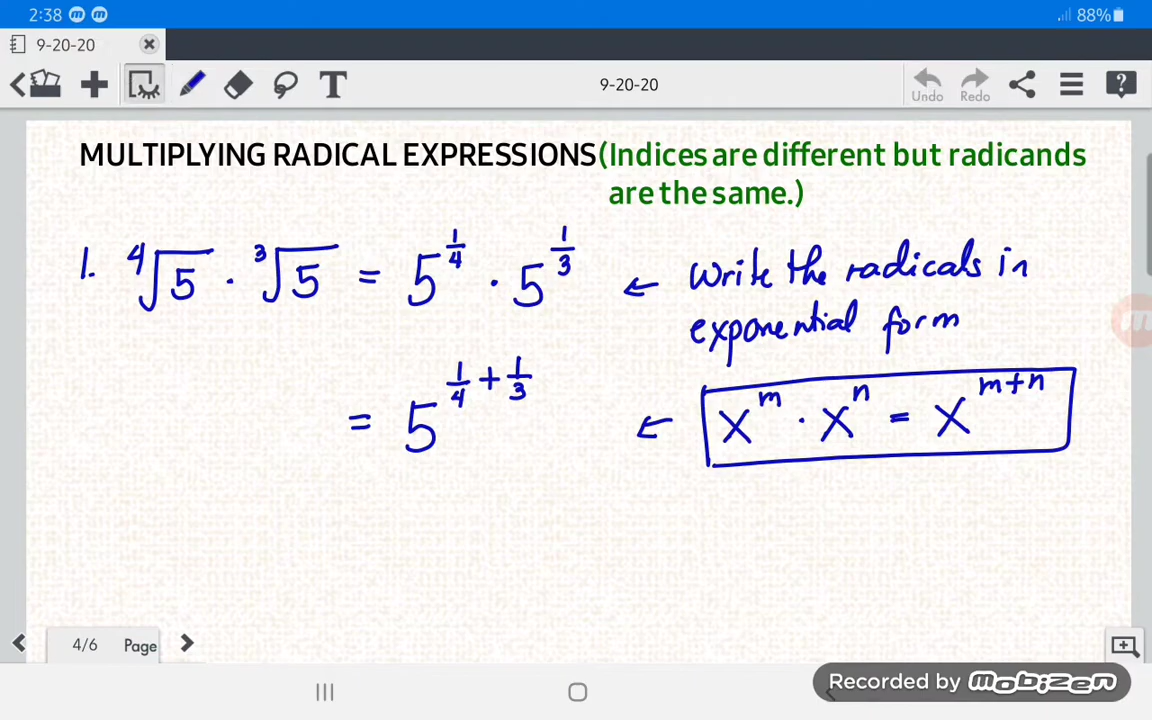 2:38
88%
9-20-20
T
9-20-20
Undo
Redo
?
MULTIPLYING RADICAL EXPRESSIONS(Indices are different but radicands
are the same.)
1. ⁴√5 · ³√5 = 5^(1/4) · 5^(1/3) ← Write the radicals in
exponential form
= 5^(1/4 + 1/3) ← x^m · x^n = x^(m+n)
4/6 Page
Recorded by mobizen